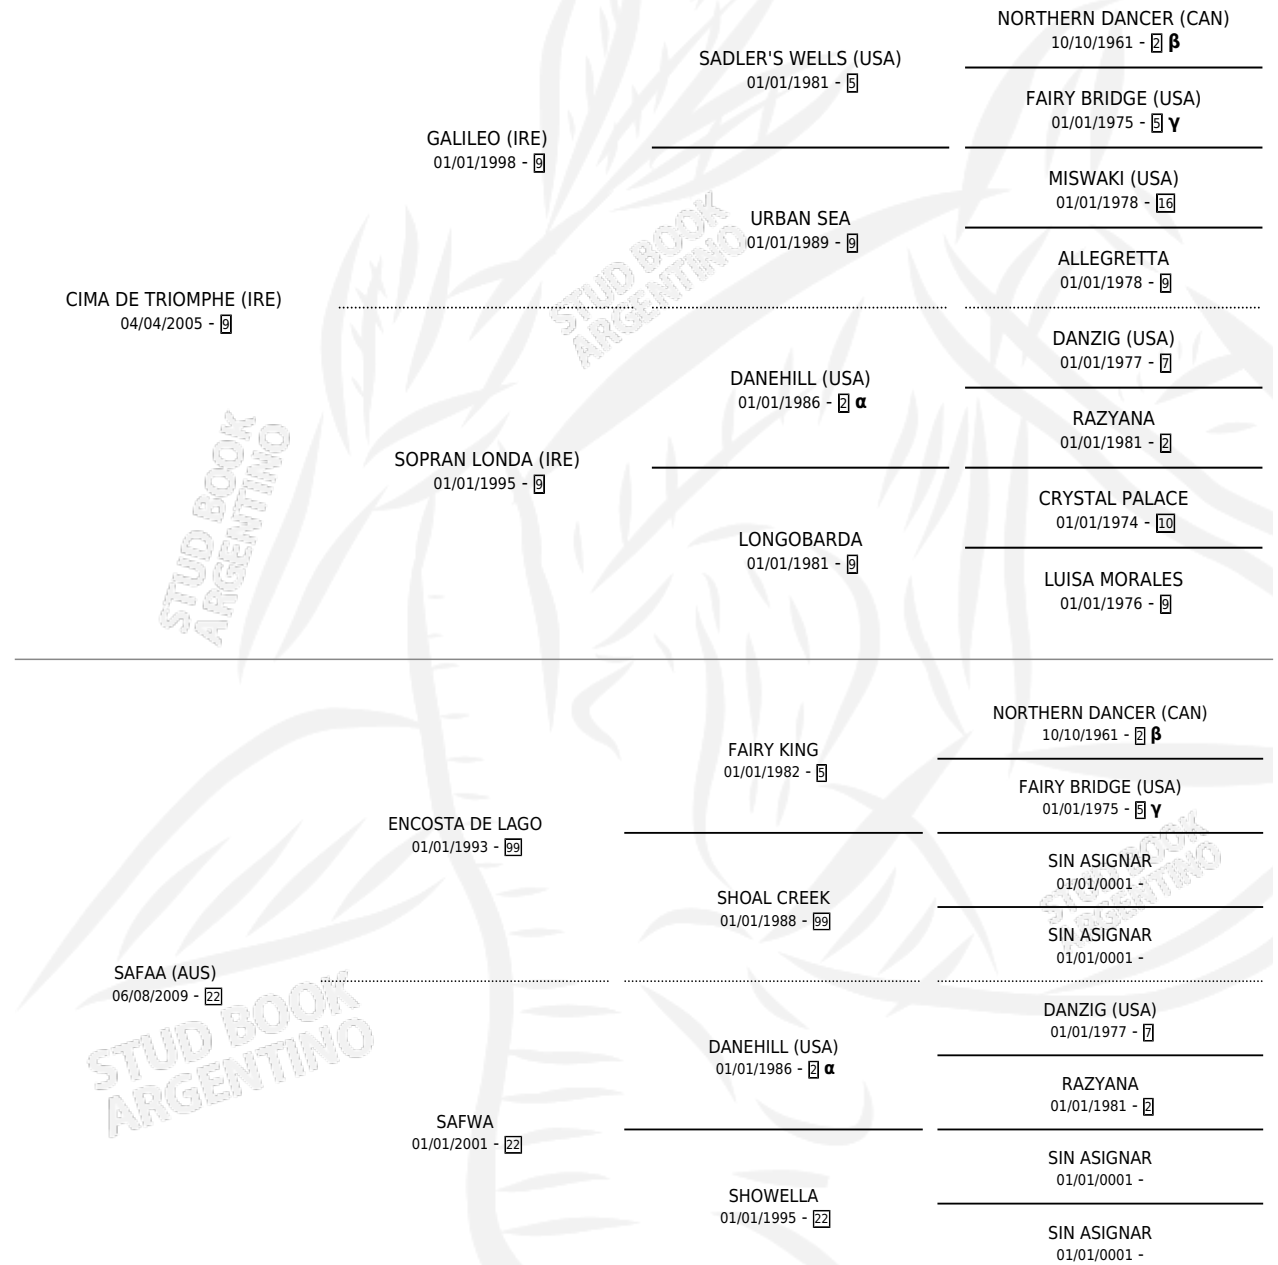 NORTHERN DANCER (CAN)
10/10/1961 - 2 β
SADLER'S WELLS (USA)
01/01/1981 - 5
FAIRY BRIDGE (USA)
01/01/1975 - 5 γ
GALILEO (IRE)
01/01/1998 - 9
MISWAKI (USA)
01/01/1978 - 16
URBAN SEA
01/01/1989 - 9
ALLEGRETTA
01/01/1978 - 9
CIMA DE TRIOMPHE (IRE)
04/04/2005 - 9
DANZIG (USA)
01/01/1977 - 7
DANEHILL (USA)
01/01/1986 - 2 α
RAZYANA
01/01/1981 - 2
SOPRAN LONDA (IRE)
01/01/1995 - 9
CRYSTAL PALACE
01/01/1974 - 10
LONGOBARDA
01/01/1981 - 9
LUISA MORALES
01/01/1976 - 9
NORTHERN DANCER (CAN)
10/10/1961 - 2 β
FAIRY KING
01/01/1982 - 5
FAIRY BRIDGE (USA)
01/01/1975 - 5 γ
ENCOSTA DE LAGO
01/01/1993 - 99
SIN ASIGNAR
01/01/0001 -
SHOAL CREEK
01/01/1988 - 99
SIN ASIGNAR
01/01/0001 -
SAFAA (AUS)
06/08/2009 - 22
DANZIG (USA)
01/01/1977 - 7
DANEHILL (USA)
01/01/1986 - 2 α
RAZYANA
01/01/1981 - 2
SAFWA
01/01/2001 - 22
SIN ASIGNAR
01/01/0001 -
SHOWELLA
01/01/1995 - 22
SIN ASIGNAR
01/01/0001 -
STUD BOOK
ARGENTINO
STUD BOOK
ARGENTINO
STUD BOOK
ARGENTINO
STUD BOOK
ARGENTINO